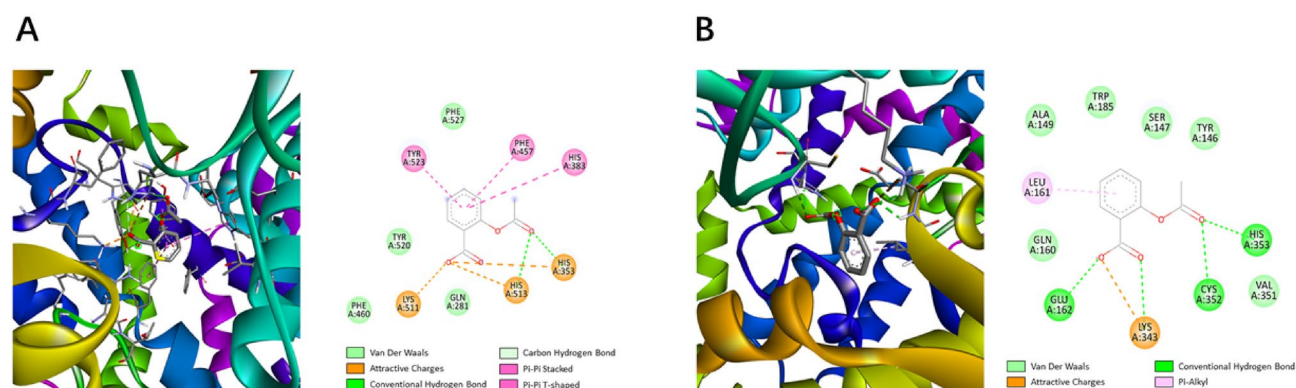 A
B
PHE
A:527
TYR
A:523
PHE
A:457
HIS
A:383
TYR
A:520
O
O
O
O
HIS
A:353
HIS
A:513
LYS
A:511
GLN
A:281
PHE
A:460
Van Der Waals
Attractive Charges
Conventional Hydrogen Bond
Carbon Hydrogen Bond
Pi-Pi Stacked
Pi-Pi T-shaped
ALA
A:149
TRP
A:185
SER
A:147
TYR
A:146
LEU
A:161
GLN
A:160
O
O
O
O
HIS
A:353
VAL
A:351
CYS
A:352
GLU
A:162
LYS
A:343
Van Der Waals
Attractive Charges
Conventional Hydrogen Bond
Pi-Alkyl